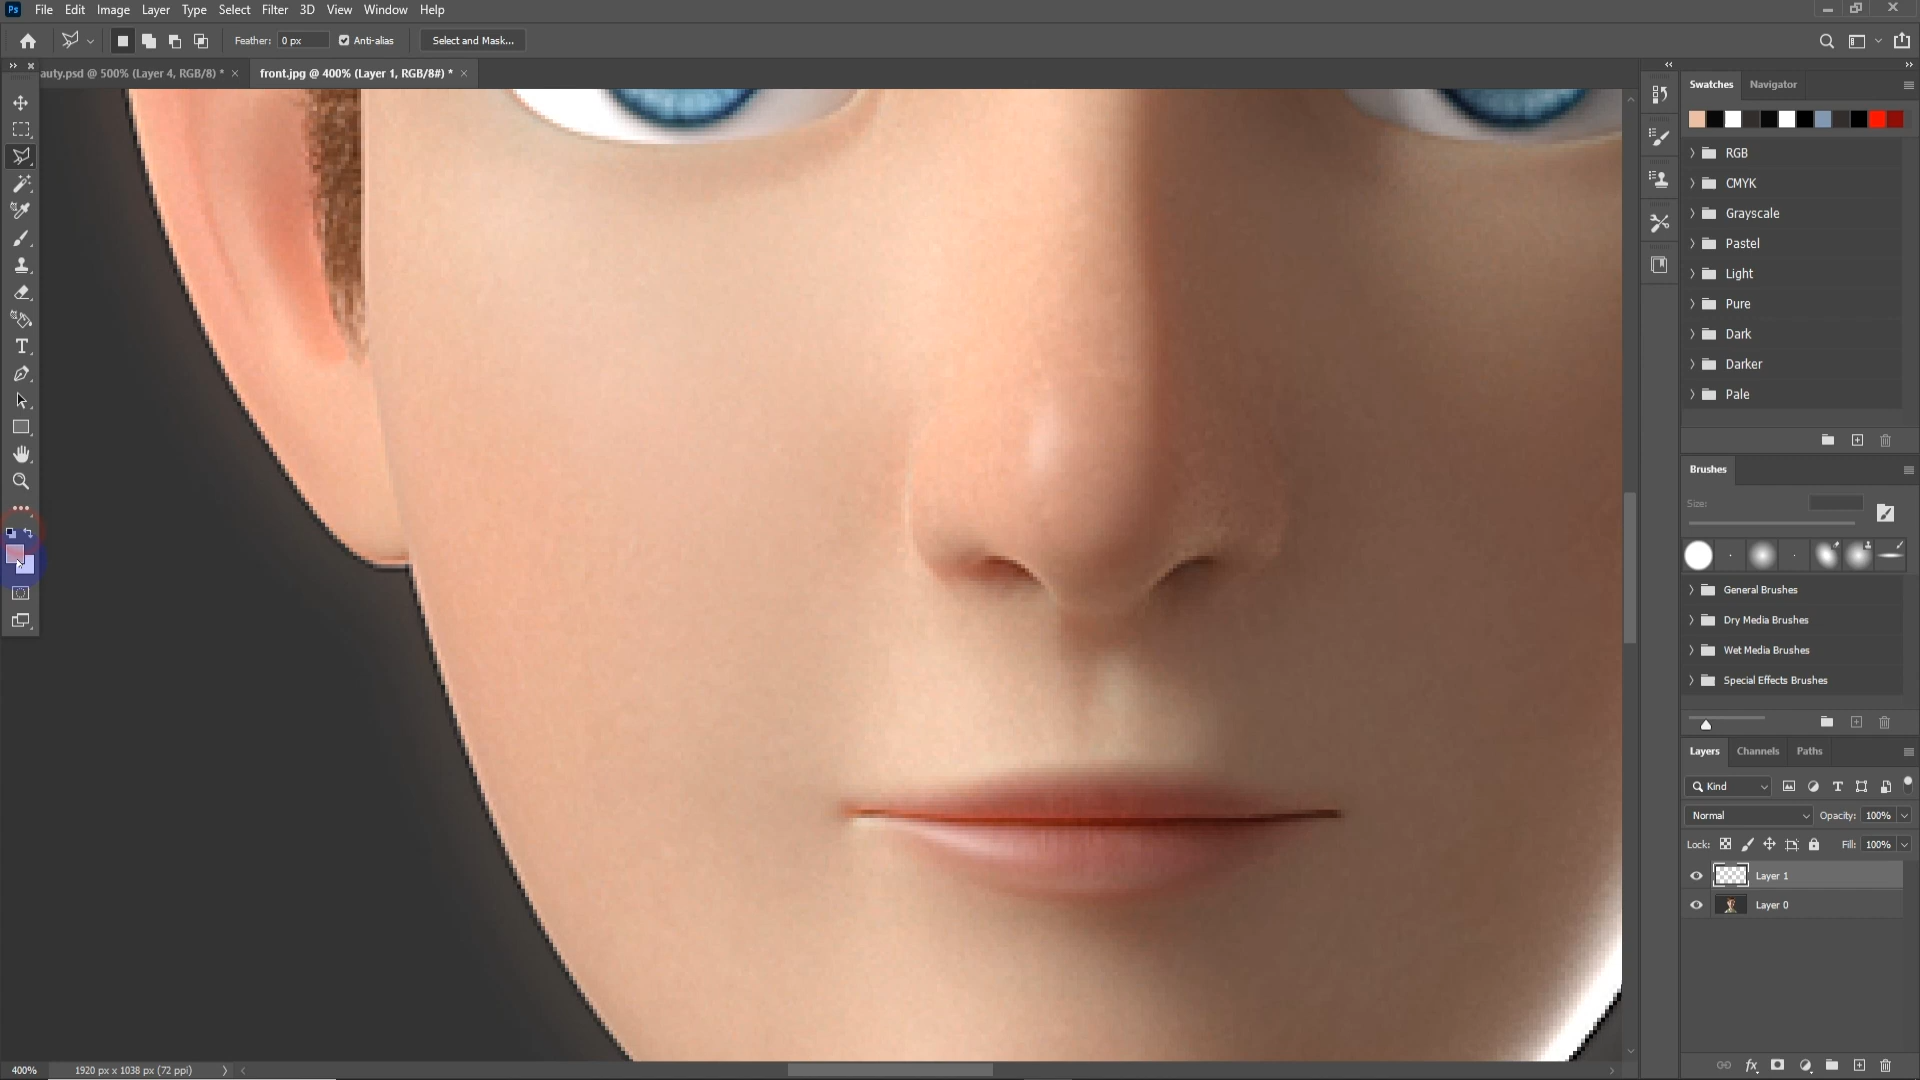 Ps File Edit Image Layer Type Select Filter 3D View Window Help
Feather: 0 px Anti-alias Select and Mask...
auty.psd @ 500% (Layer 4, RGB/8) * × front.jpg @ 400% (Layer 1, RGB/8#) * ×
Swatches Navigator
RGB
CMYK
Grayscale
Pastel
Light
Pure
Dark
Darker
Pale
Brushes
Size:
General Brushes
Dry Media Brushes
Wet Media Brushes
Special Effects Brushes
Layers Channels Paths
Kind
Normal Opacity: 100%
Lock: Fill: 100%
Layer 1
Layer 0
400% 1920 px x 1038 px (72 ppi)